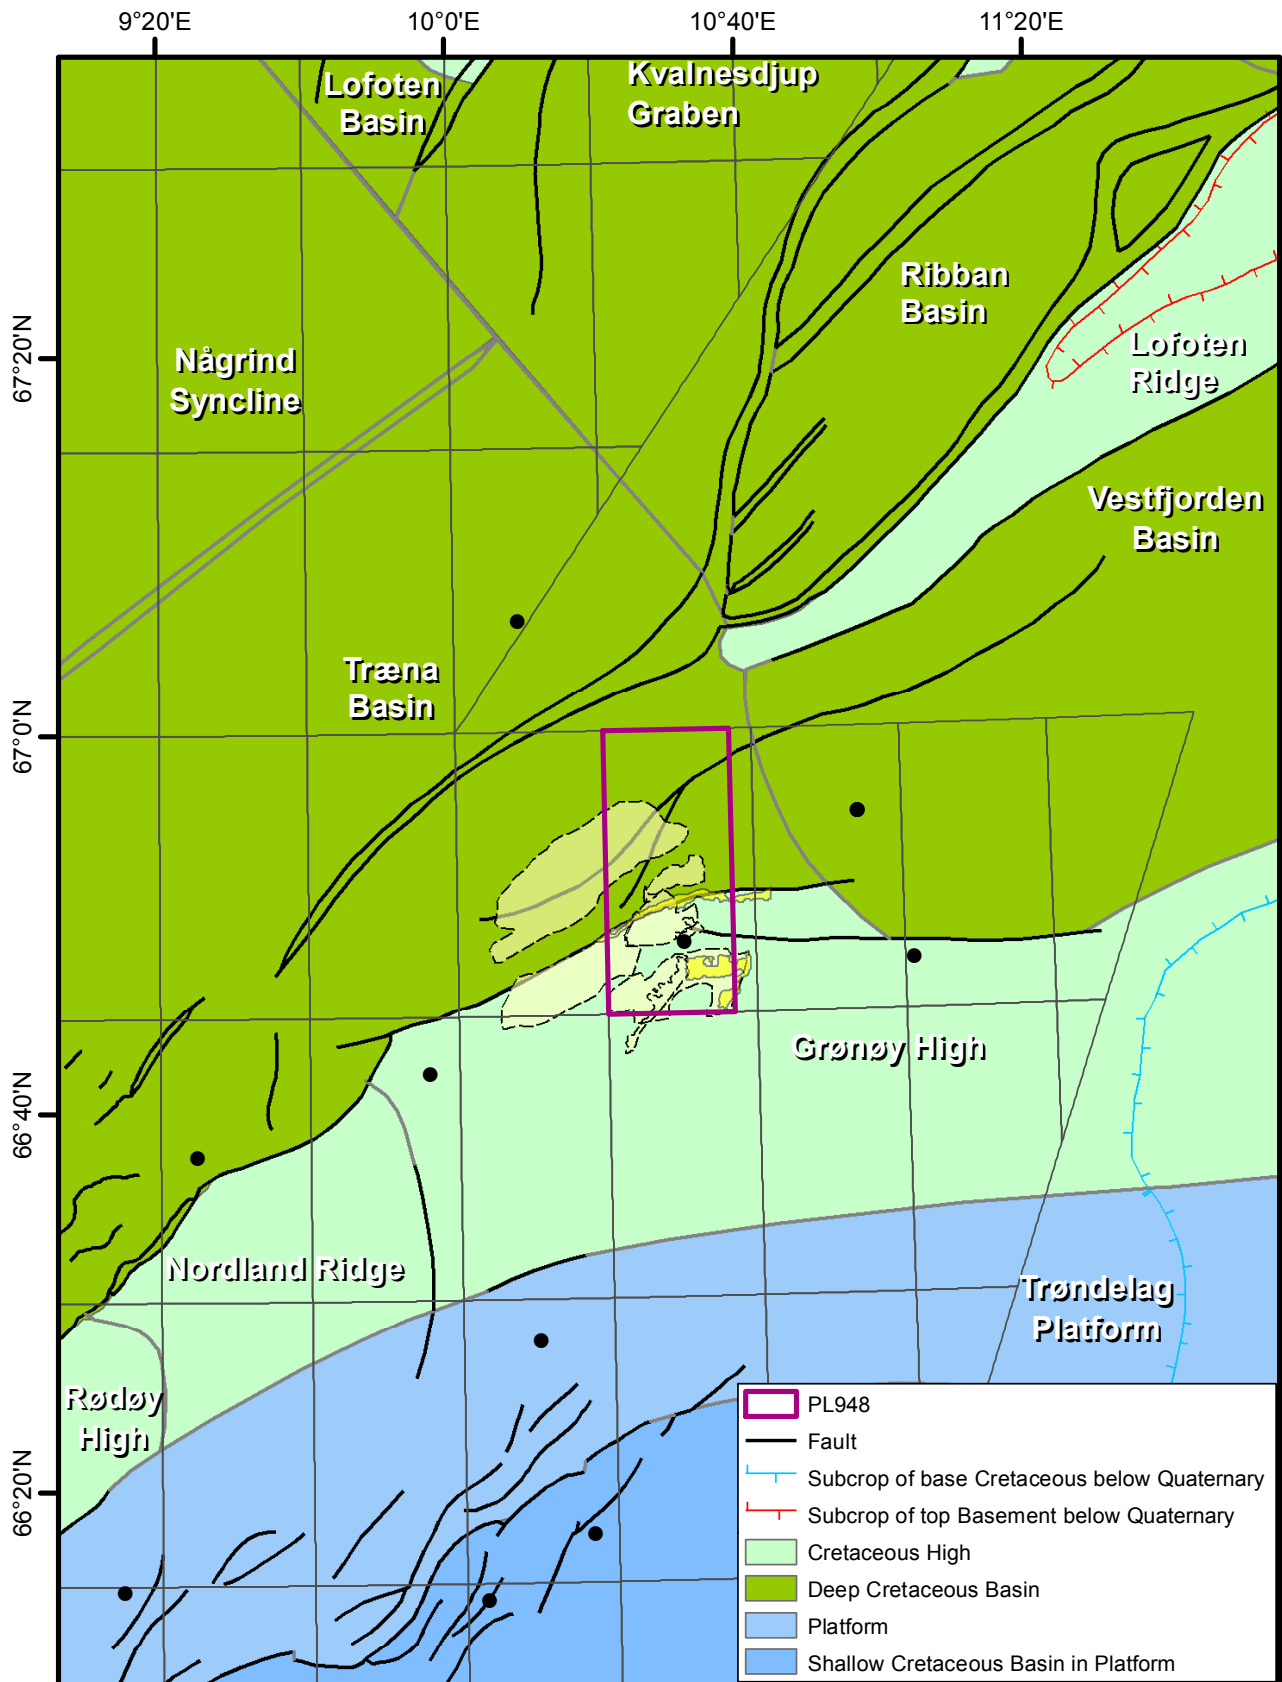 9°20'E
10°0'E
10°40'E
11°20'E
67°20'N
67°0'N
66°40'N
66°20'N
Lofoten
Basin
Kvalnesdjup
Graben
Ribban
Basin
Någrind
Syncline
Lofoten
Ridge
Vestfjorden
Basin
Træna
Basin
Grønøy High
Nordland Ridge
Trøndelag
Platform
Rødøy
High
PL948
Fault
Subcrop of base Cretaceous below Quaternary
Subcrop of top Basement below Quaternary
Cretaceous High
Deep Cretaceous Basin
Platform
Shallow Cretaceous Basin in Platform